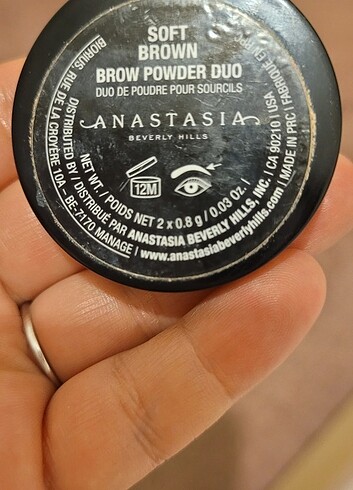 SOFT
BROWN
BROW POWDER DUO
DUO DE POUDRE POUR SOURCILS
ANASTASIA
BEVERLY HILLS
12M
NET WT. / POIDS NET 2 x 0.8 g / 0.03 OZ. I
DISTRIBUTED BY / DISTRIBUÉ PAR ANASTASIA BEVERLY HILLS, INC. | CA 90210 | USA
BIORIUS, RUE DE LA CROYÈRE 10A - BE-7170 MANAGE | www.anastasiabeverlyhills.com | MADE IN PRC | FABRIQUÉ EN